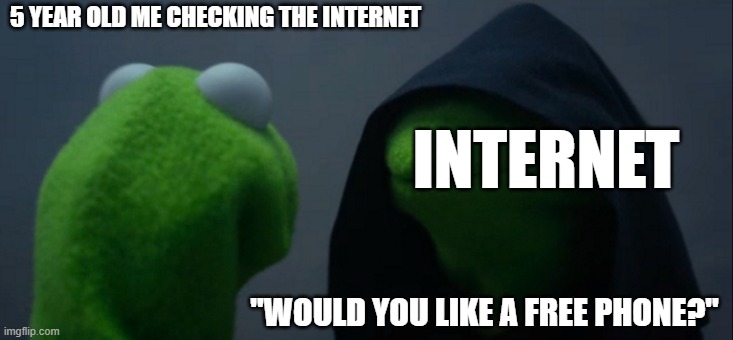 5 YEAR OLD ME CHECKING THE INTERNET
INTERNET
"WOULD YOU LIKE A FREE PHONE?"
imgflip.com